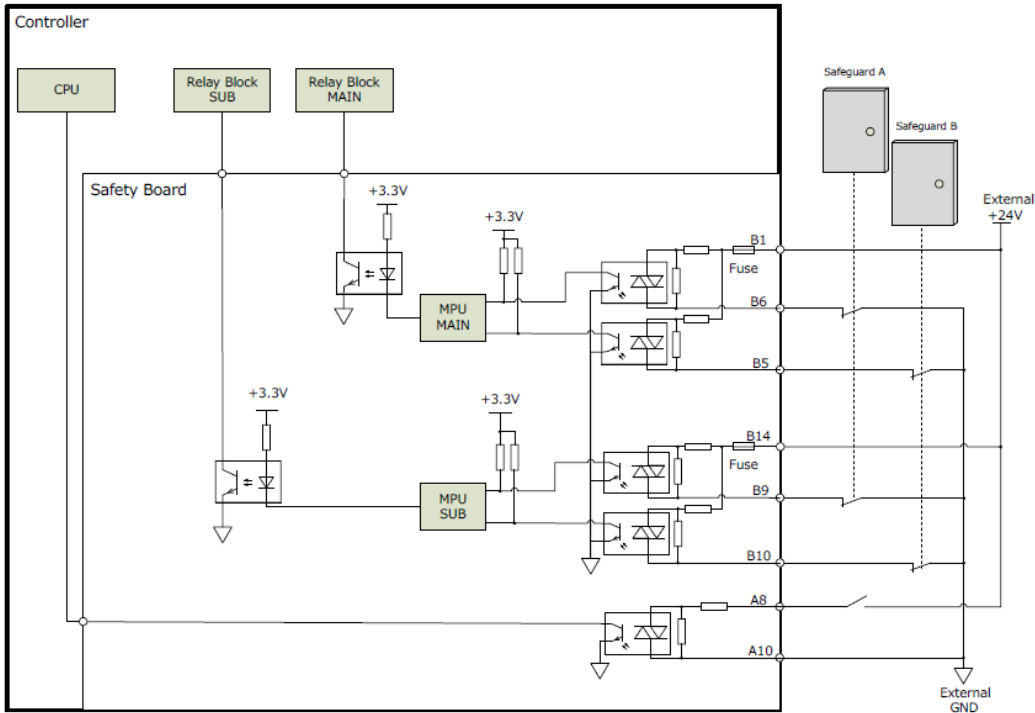 Controller
CPU
Relay Block
SUB
Relay Block
MAIN
Safeguard A
Safeguard B
Safety Board
+3.3V
+3.3V
External
+24V
B1
Fuse
MPU
MAIN
B6
B5
+3.3V
+3.3V
B14
Fuse
MPU
SUB
B9
B10
A8
A10
External
GND